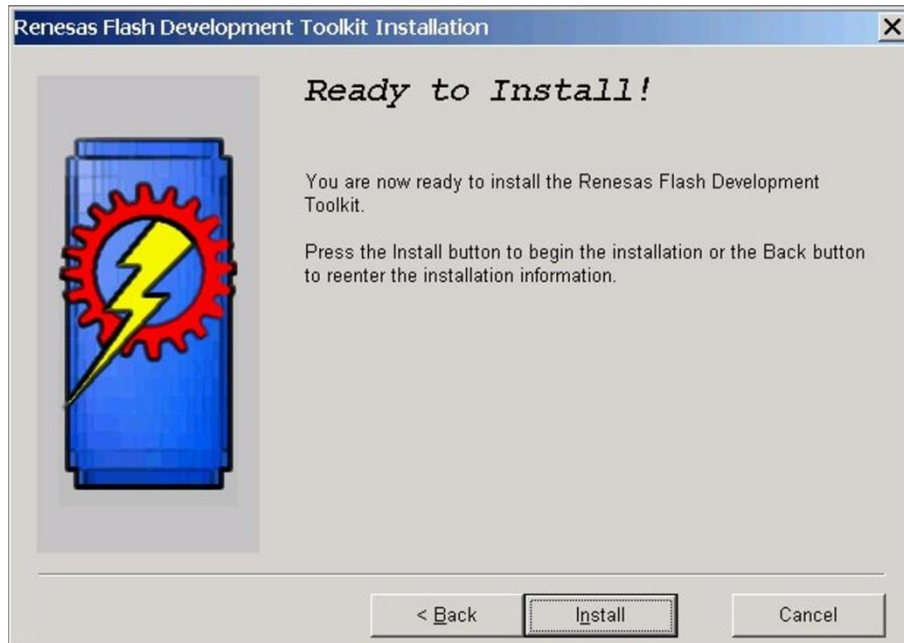 Renesas Flash Development Toolkit Installation
Ready to Install!
You are now ready to install the Renesas Flash Development
Toolkit.
Press the Install button to begin the installation or the Back button
to reenter the installation information.
< Back
Install
Cancel